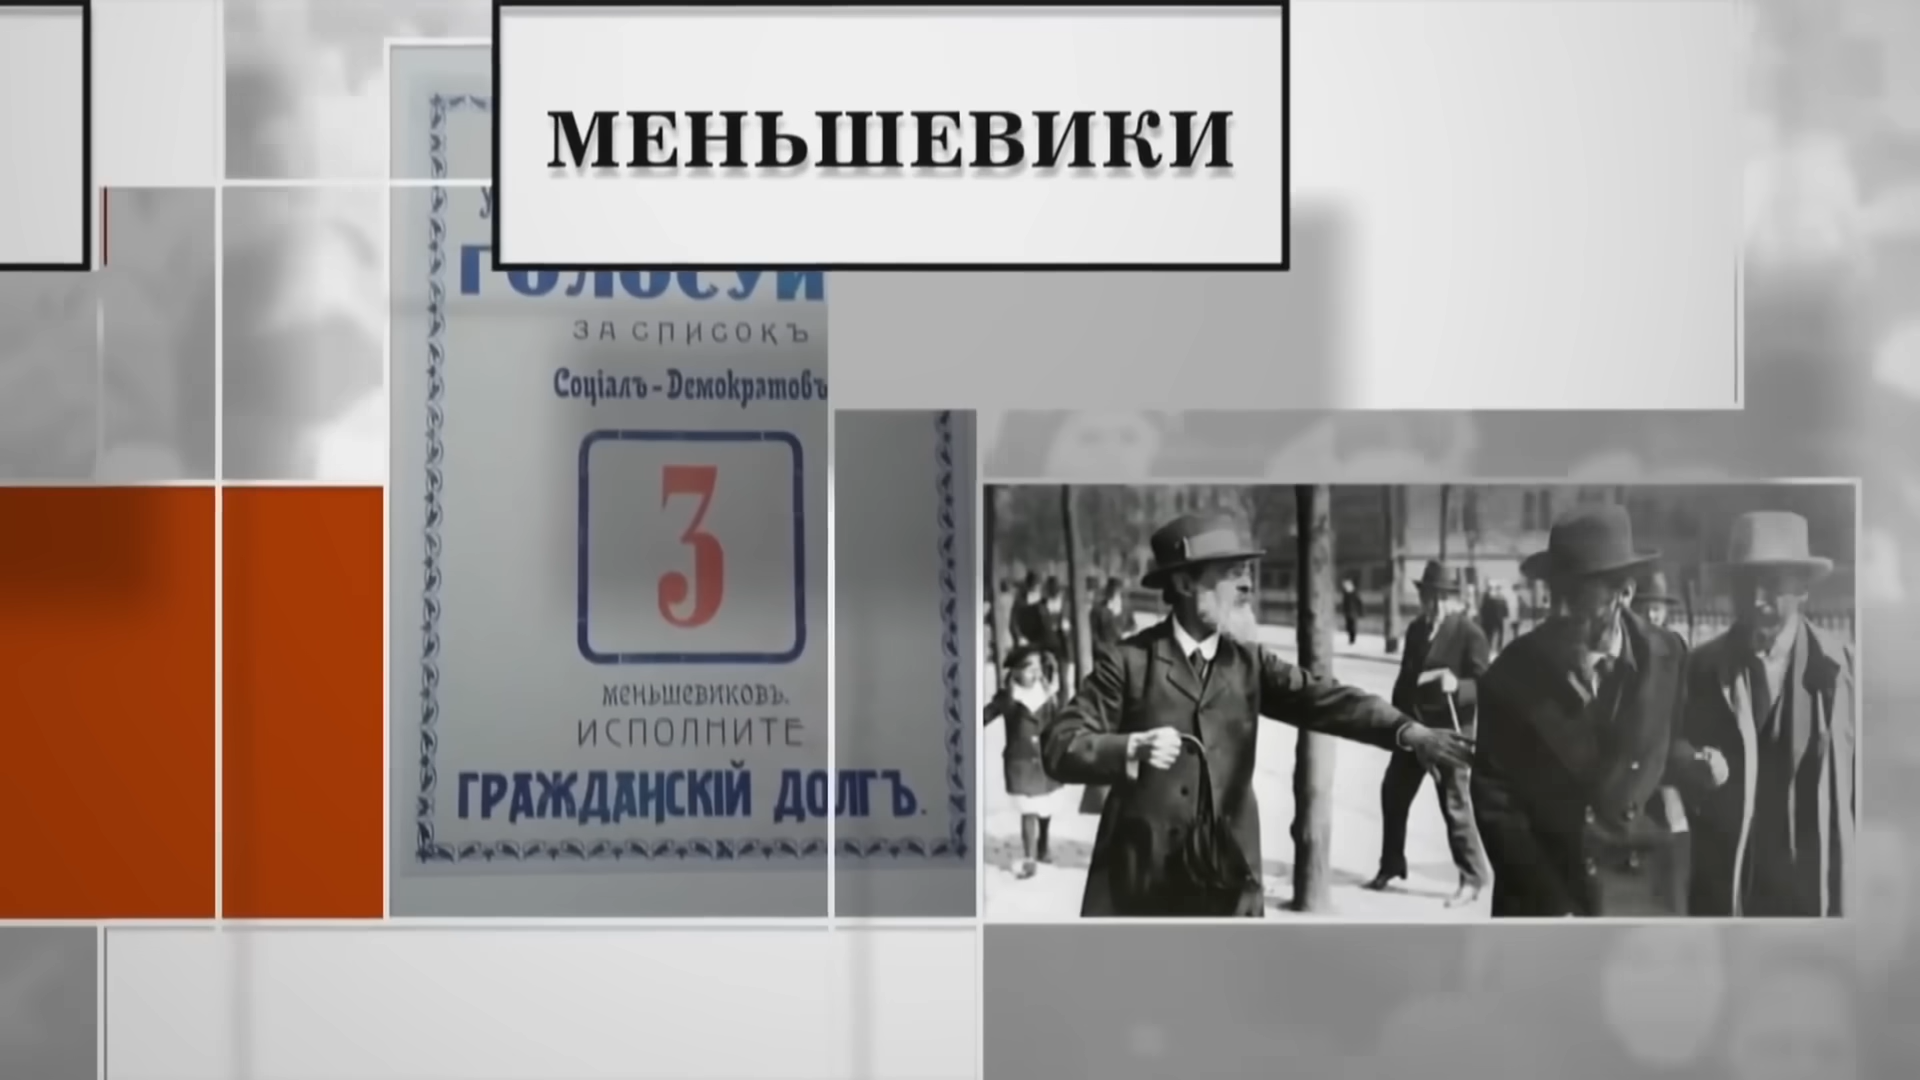 МЕНЬШЕВИКИ
ГОЛОСУЙ
ЗА СПИСОКЪ
Соціалъ-Демократовъ
3
меньшевиковъ.
ИСПОЛНИТЕ
ГРАЖДАНСКІЙ ДОЛГЪ.